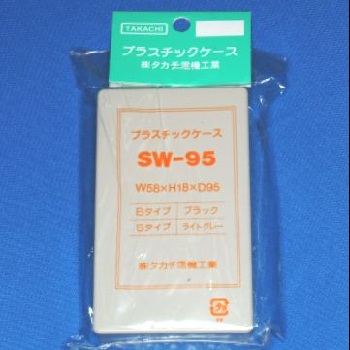 TAKACHI
プラスチックケース
㈱タカチ電機工業
プラスチックケース
SW-95
W58×H18×D95
Bタイプ ブラック
Sタイプ ライトグレー
㈱タカチ電機工業